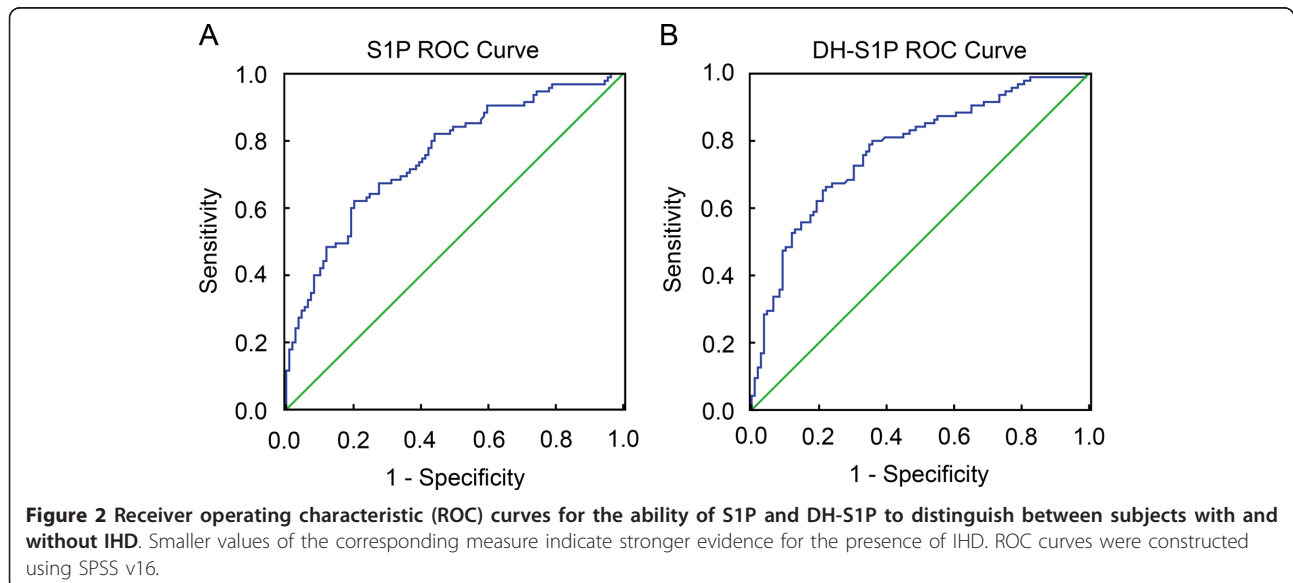 A
S1P ROC Curve
1.0
0.8
0.6
0.4
0.2
0.0
Sensitivity
0.0 0.2 0.4 0.6 0.8 1.0
1 - Specificity
B
DH-S1P ROC Curve
1.0
0.8
0.6
0.4
0.2
0.0
Sensitivity
0.0 0.2 0.4 0.6 0.8 1.0
1 - Specificity
Figure 2 Receiver operating characteristic (ROC) curves for the ability of S1P and DH-S1P to distinguish between subjects with and
without IHD. Smaller values of the corresponding measure indicate stronger evidence for the presence of IHD. ROC curves were constructed
using SPSS v16.